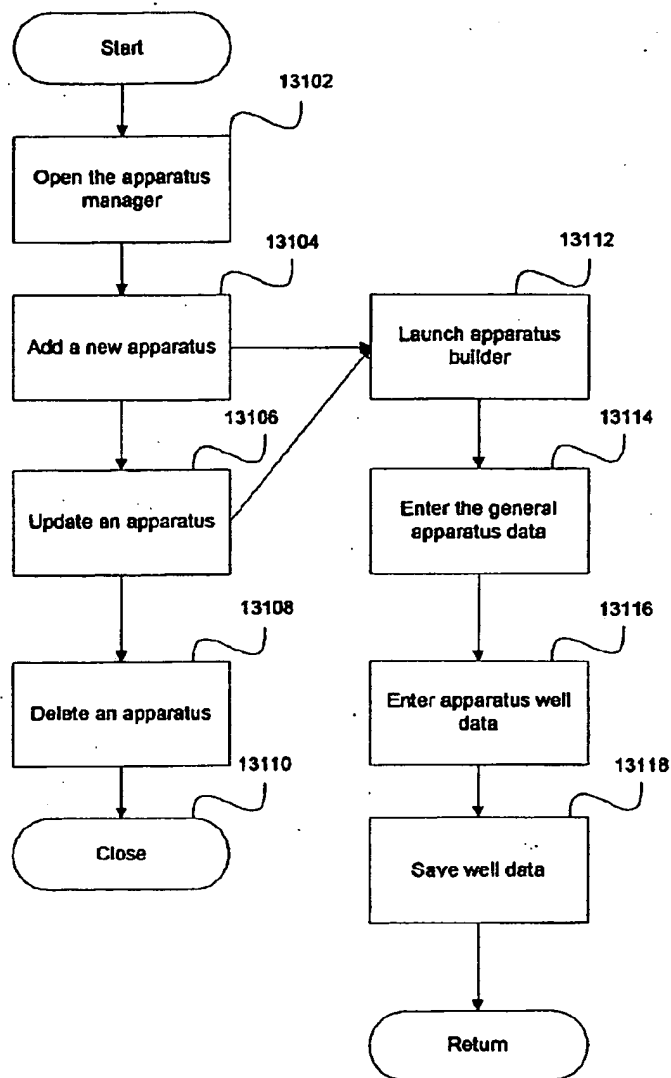 Start
13102
Open the apparatus
manager
13104
Add a new apparatus
13106
Update an apparatus
13108
Delete an apparatus
13110
Close
13112
Launch apparatus
builder
13114
Enter the general
apparatus data
13116
Enter apparatus well
data
13118
Save well data
Return